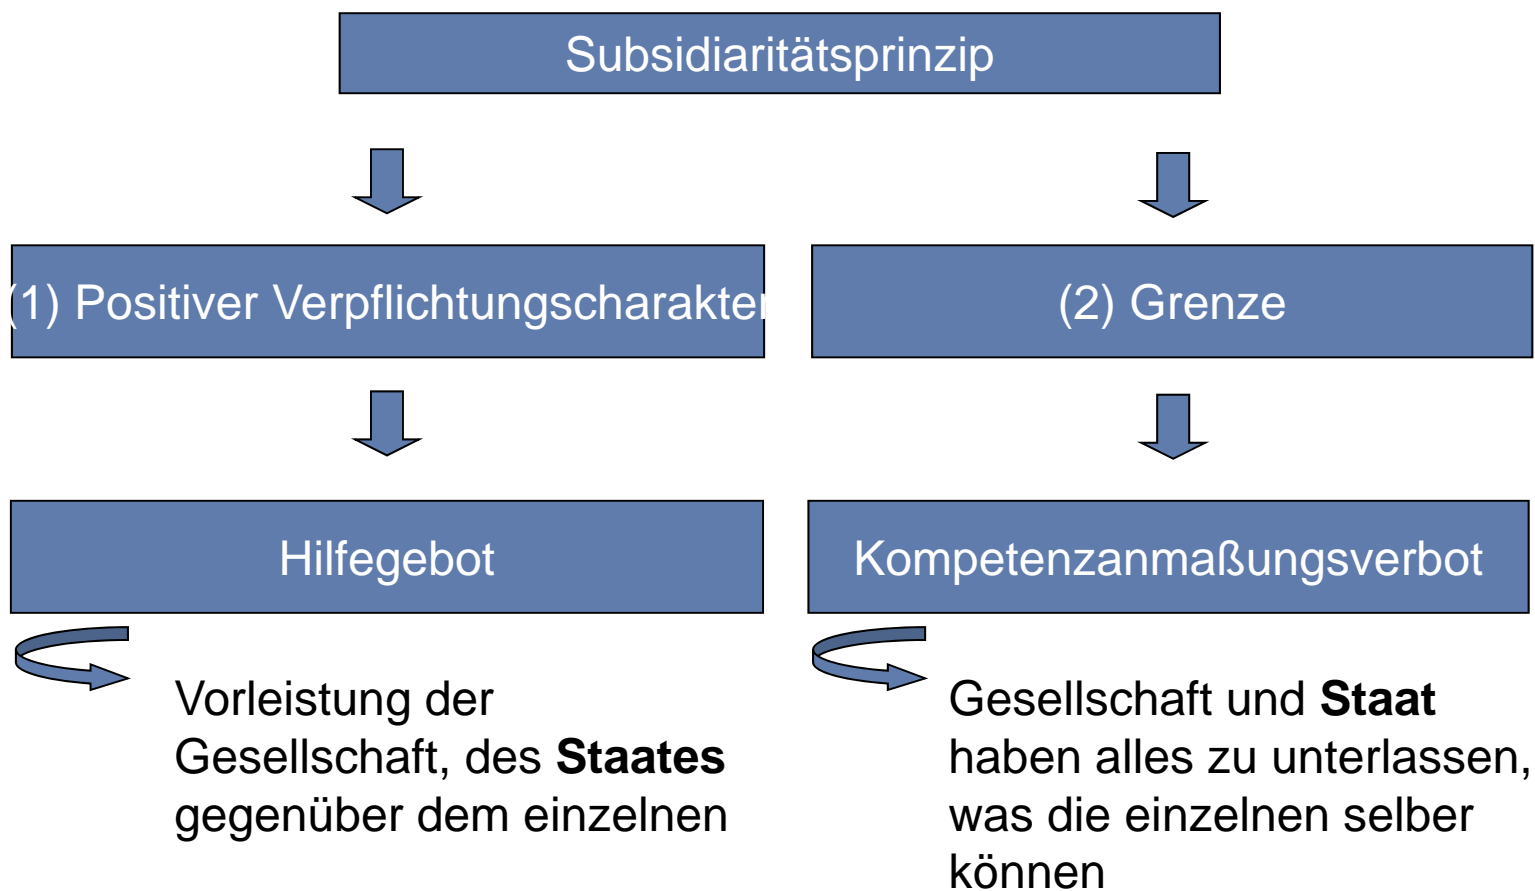 Subsidiaritätsprinzip
(1) Positiver Verpflichtungscharakter
(2) Grenze
Hilfegebot
Kompetenzanmaßungsverbot
Vorleistung der
Gesellschaft, des Staates
gegenüber dem einzelnen
Gesellschaft und Staat
haben alles zu unterlassen,
was die einzelnen selber
können